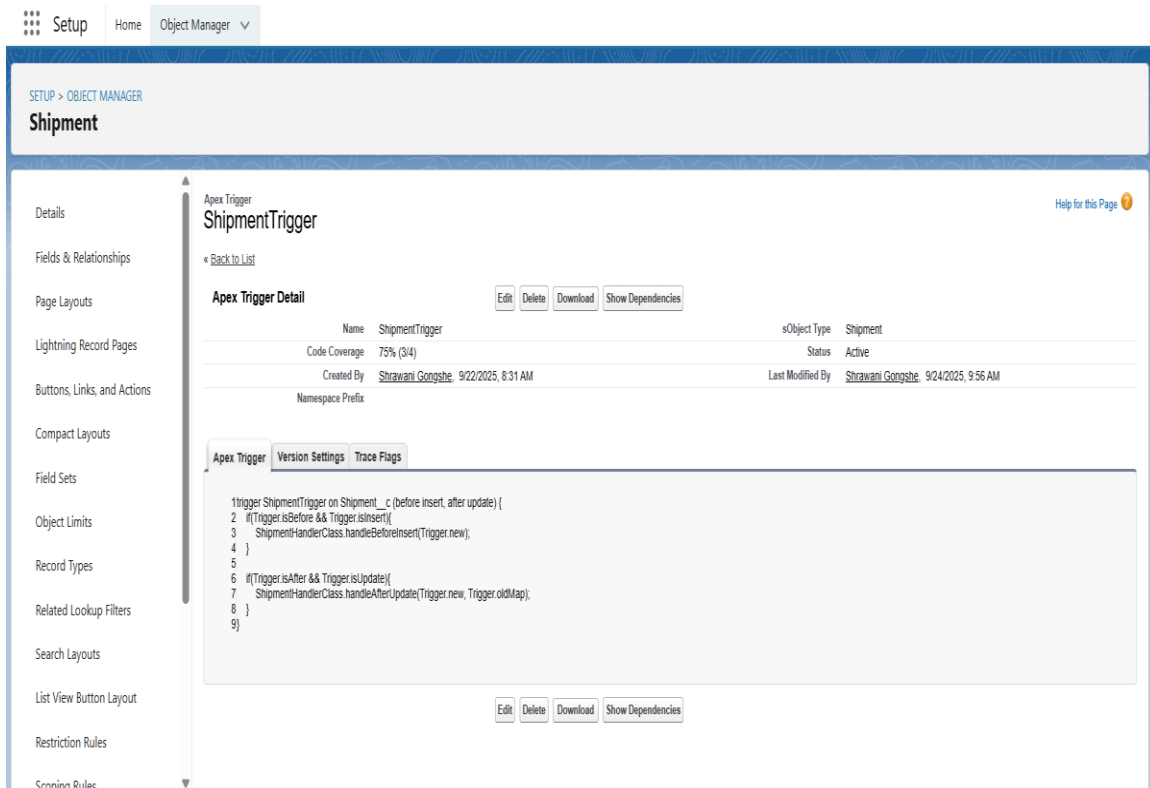 Setup Home Object Manager
SETUP > OBJECT MANAGER
Shipment
Details
Fields & Relationships
Page Layouts
Lightning Record Pages
Buttons, Links, and Actions
Compact Layouts
Field Sets
Object Limits
Record Types
Related Lookup Filters
Search Layouts
List View Button Layout
Restriction Rules
Scoping Rules
Apex Trigger
ShipmentTrigger
Help for this Page ?
« Back to List
Apex Trigger Detail Edit Delete Download Show Dependencies
Name ShipmentTrigger sObject Type Shipment
Code Coverage 75% (3/4) Status Active
Created By Shrawani Gongshe, 9/22/2025, 8:31 AM Last Modified By Shrawani Gongshe, 9/24/2025, 9:56 AM
Namespace Prefix
Apex Trigger Version Settings Trace Flags
1trigger ShipmentTrigger on Shipment__c (before insert, after update) {
2 if(Trigger.isBefore && Trigger.isInsert){
3 ShipmentHandlerClass.handleBeforeInsert(Trigger.new);
4 }
5
6 if(Trigger.isAfter && Trigger.isUpdate){
7 ShipmentHandlerClass.handleAfterUpdate(Trigger.new, Trigger.oldMap);
8 }
9}
Edit Delete Download Show Dependencies